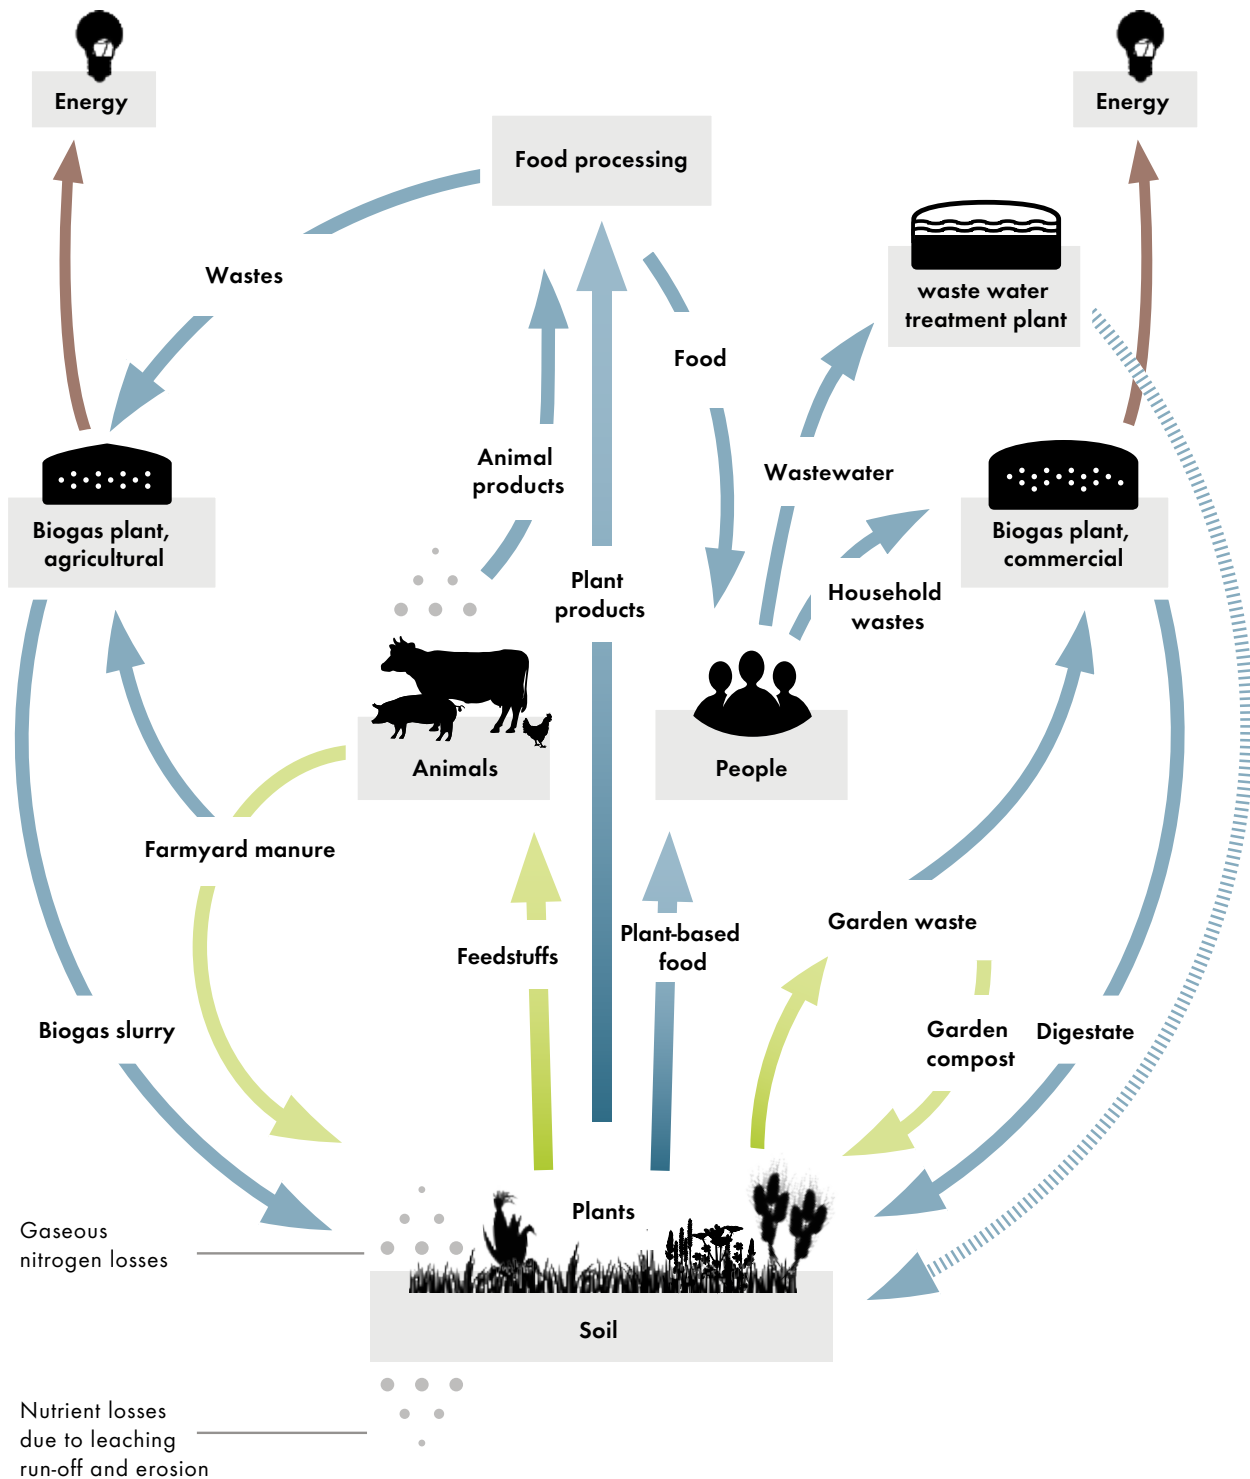 Energy
Energy
Food processing
Wastes
waste water
treatment plant
Food
Animal
products
Wastewater
Biogas plant,
agricultural
Biogas plant,
commercial
Plant
products
Household
wastes
Animals
People
Farmyard manure
Garden waste
Plant-based
food
Feedstuffs
Biogas slurry
Garden
compost
Digestate
Plants
Gaseous
nitrogen losses
Soil
Nutrient losses
due to leaching
run-off and erosion